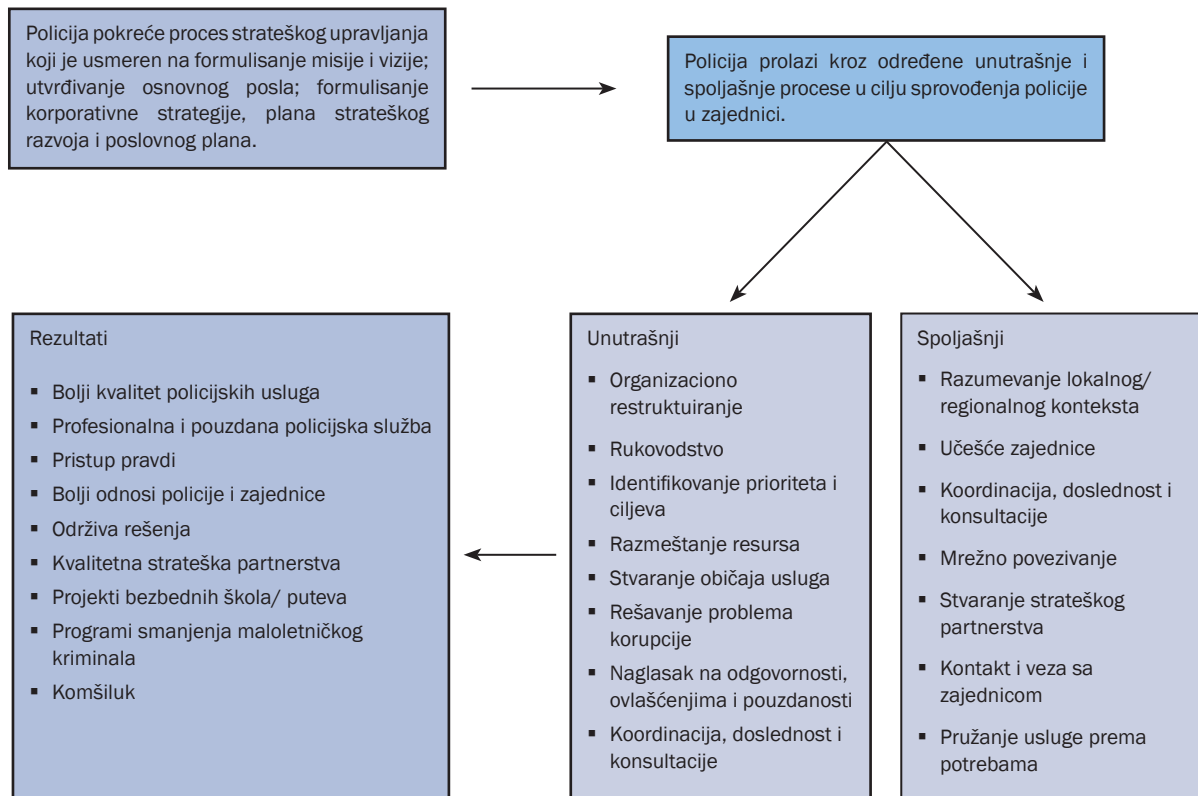 Policija pokreće proces strateškog upravljanja
koji je usmeren na formulisanje misije i vizije;
utvrđivanje osnovnog posla; formulisanje
korporativne strategije, plana strateškog
razvoja i poslovnog plana.
Policija prolazi kroz određene unutrašnje i
spoljašnje procese u cilju sprovođenja policije
u zajednici.
Rezultati
▪ Bolji kvalitet policijskih usluga
▪ Profesionalna i pouzdana policijska služba
▪ Pristup pravdi
▪ Bolji odnosi policije i zajednice
▪ Održiva rešenja
▪ Kvalitetna strateška partnerstva
▪ Projekti bezbednih škola/ puteva
▪ Programi smanjenja maloletničkog
kriminala
▪ Komšiluk
Unutrašnji
▪ Organizaciono
restruktuiranje
▪ Rukovodstvo
▪ Identifikovanje prioriteta i
ciljeva
▪ Razmeštanje resursa
▪ Stvaranje običaja usluga
▪ Rešavanje problema
korupcije
▪ Naglasak na odgovornosti,
ovlašćenjima i pouzdanosti
▪ Koordinacija, doslednost i
konsultacije
Spoljašnji
▪ Razumevanje lokalnog/
regionalnog konteksta
▪ Učešće zajednice
▪ Koordinacija, doslednost i
konsultacije
▪ Mrežno povezivanje
▪ Stvaranje strateškog
partnerstva
▪ Kontakt i veza sa
zajednicom
▪ Pružanje usluge prema
potrebama